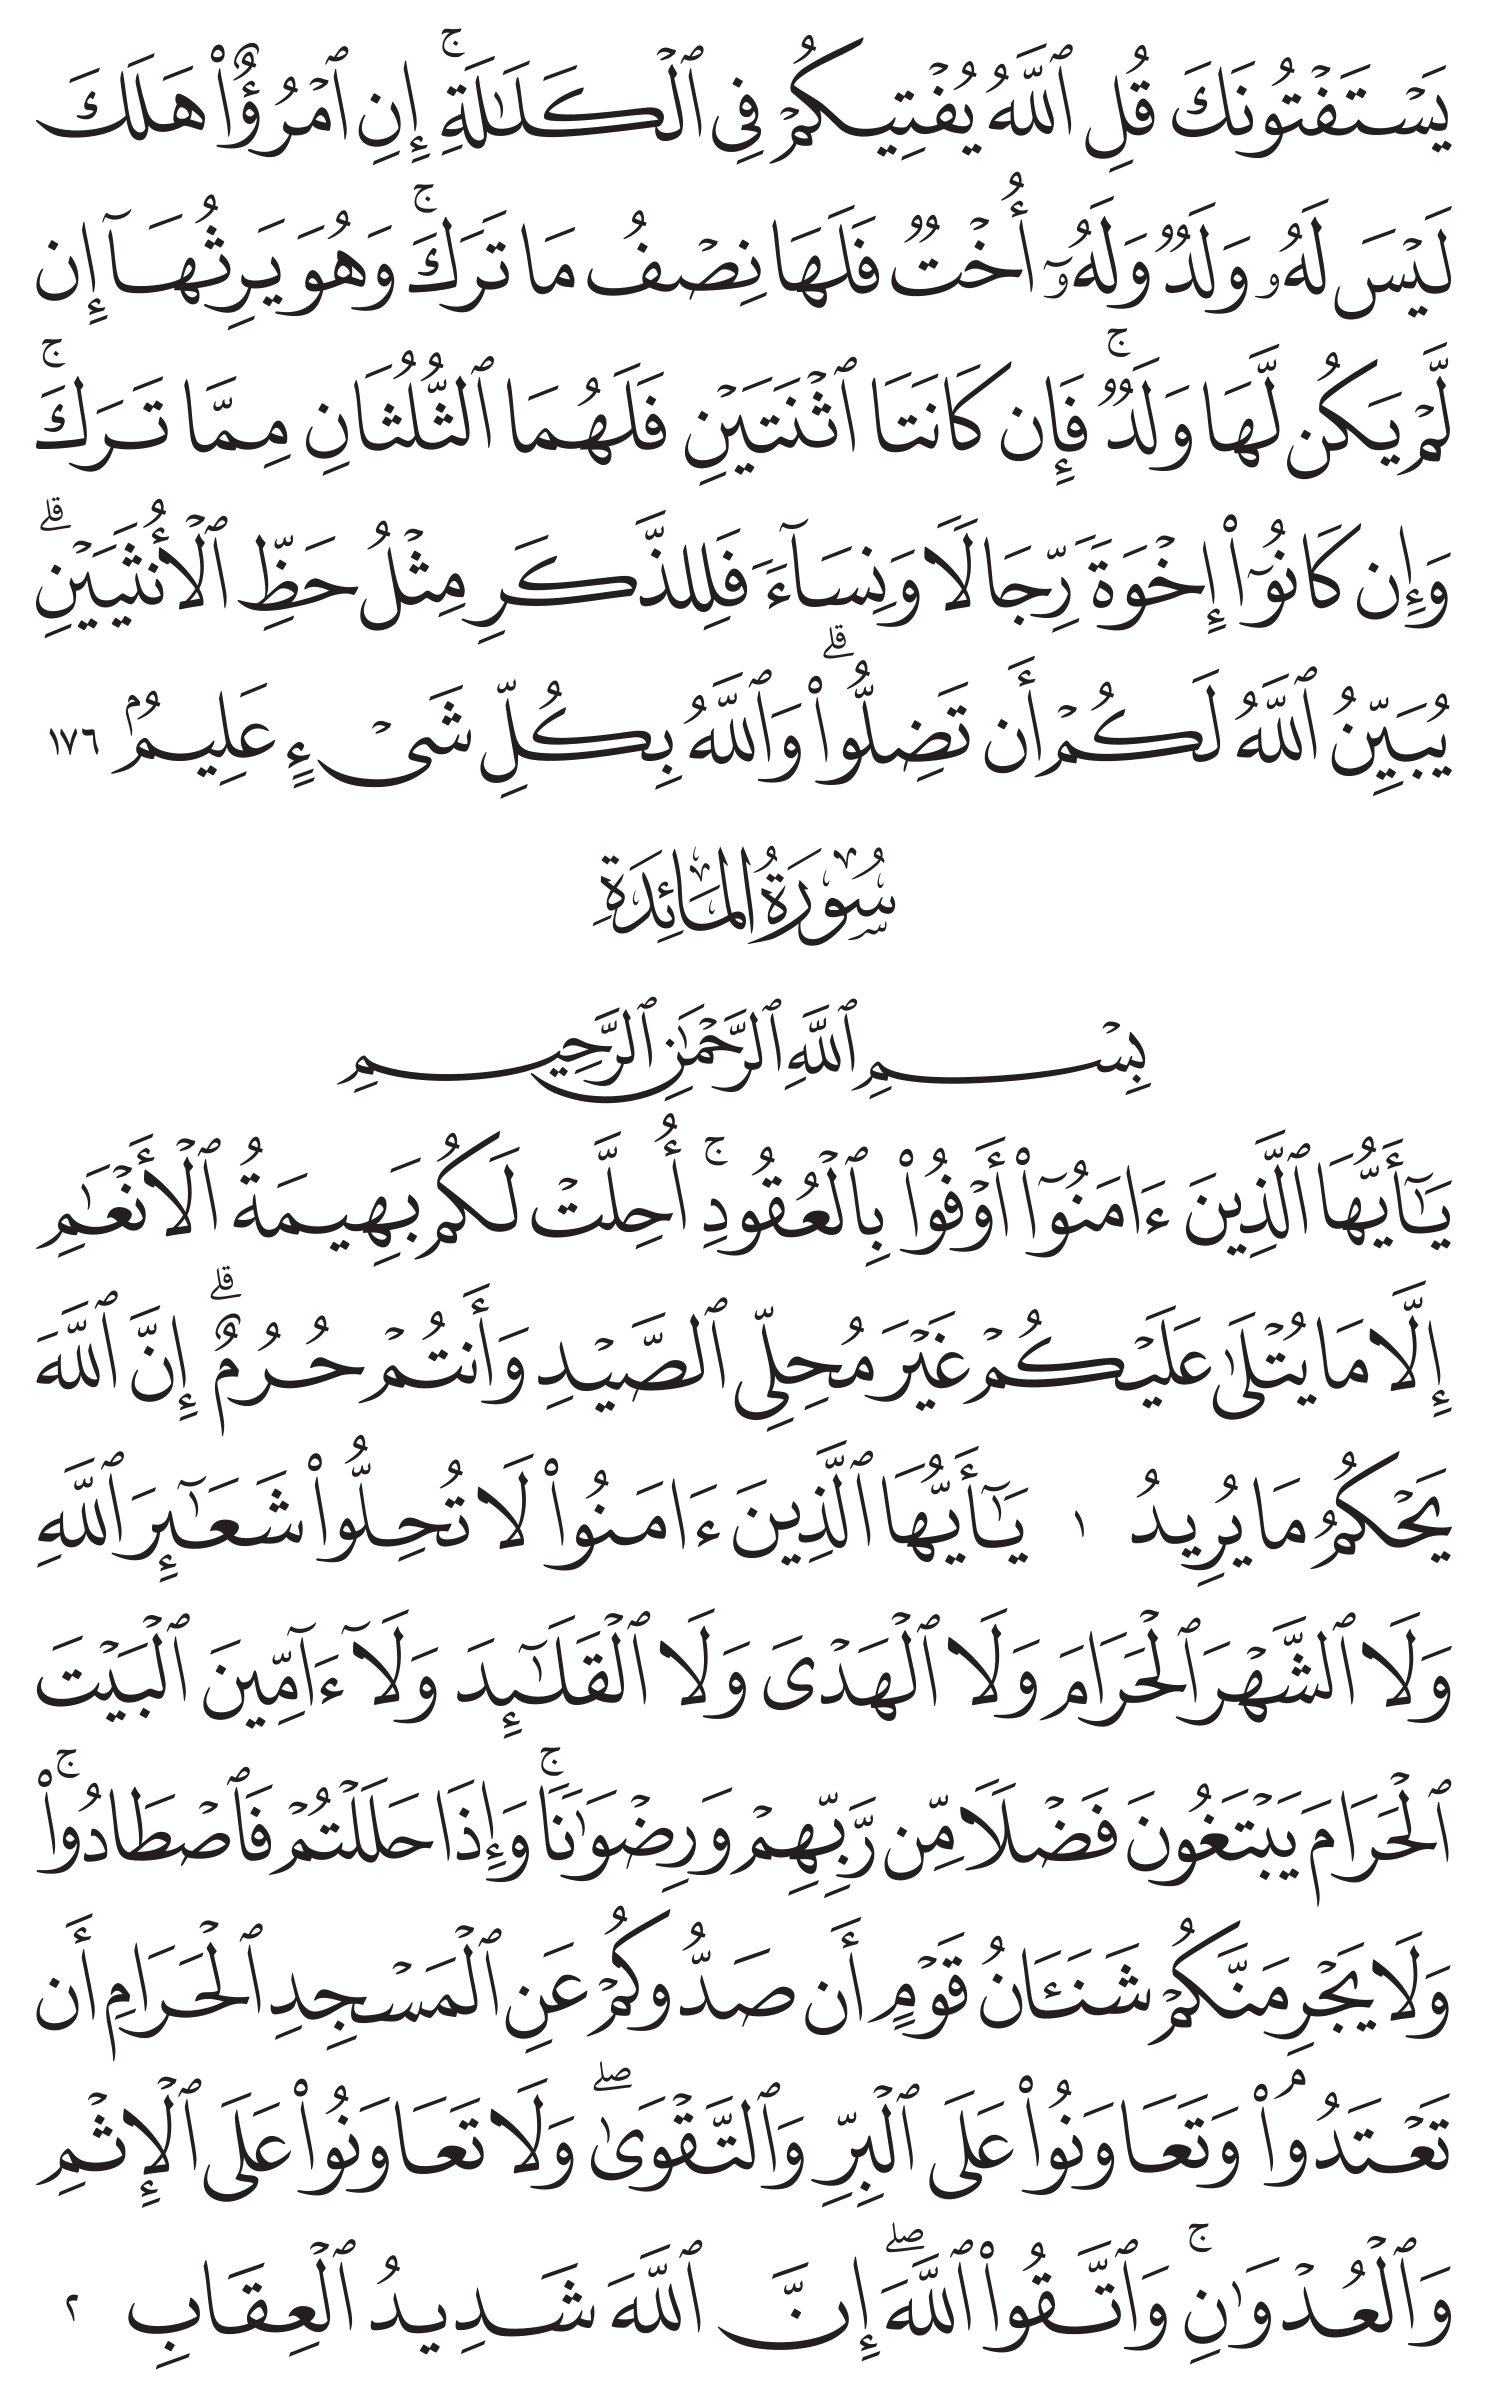 يَسۡتَفۡتُونَكَ قُلِ ٱللَّهُ يُفۡتِيكُمۡ فِي ٱلۡكَلَٰلَةِۚ إِنِ ٱمۡرُؤٌاْ هَلَكَ
لَيۡسَ لَهُۥ وَلَدٞ وَلَهُۥٓ أُخۡتٞ فَلَهَا نِصۡفُ مَا تَرَكَۚ وَهُوَ يَرِثُهَآ إِن
لَّمۡ يَكُن لَّهَا وَلَدٞۚ فَإِن كَانَتَا ٱثۡنَتَيۡنِ فَلَهُمَا ٱلثُّلُثَانِ مِمَّا تَرَكَۚ
وَإِن كَانُوٓاْ إِخۡوَةٗ رِّجَالٗا وَنِسَآءٗ فَلِلذَّكَرِ مِثۡلُ حَظِّ ٱلۡأُنثَيَيۡنِۗ
يُبَيِّنُ ٱللَّهُ لَكُمۡ أَن تَضِلُّواْۗ وَٱللَّهُ بِكُلِّ شَيۡءٍ عَلِيمُۢ ١٧٦
سُورَةُ المَائِدَةِ
بِسۡمِ ٱللَّهِ ٱلرَّحۡمَٰنِ ٱلرَّحِيمِ
يَٰٓأَيُّهَا ٱلَّذِينَ ءَامَنُوٓاْ أَوۡفُواْ بِٱلۡعُقُودِۚ أُحِلَّتۡ لَكُم بَهِيمَةُ ٱلۡأَنۡعَٰمِ
إِلَّا مَا يُتۡلَىٰ عَلَيۡكُمۡ غَيۡرَ مُحِلِّي ٱلصَّيۡدِ وَأَنتُمۡ حُرُمٌۗ إِنَّ ٱللَّهَ
يَحۡكُمُ مَا يُرِيدُ ١ يَٰٓأَيُّهَا ٱلَّذِينَ ءَامَنُواْ لَا تُحِلُّواْ شَعَٰٓئِرَ ٱللَّهِ
وَلَا ٱلشَّهۡرَ ٱلۡحَرَامَ وَلَا ٱلۡهَدۡيَ وَلَا ٱلۡقَلَٰٓئِدَ وَلَآ ءَآمِّينَ ٱلۡبَيۡتَ
ٱلۡحَرَامَ يَبۡتَغُونَ فَضۡلٗا مِّن رَّبِّهِمۡ وَرِضۡوَٰنٗاۚ وَإِذَا حَلَلۡتُمۡ فَٱصۡطَادُواْۚ
وَلَا يَجۡرِمَنَّكُمۡ شَنَـَٔانُ قَوۡمٍ أَن صَدُّوكُمۡ عَنِ ٱلۡمَسۡجِدِ ٱلۡحَرَامِ أَن
تَعۡتَدُواْۘ وَتَعَاوَنُواْ عَلَى ٱلۡبِرِّ وَٱلتَّقۡوَىٰۖ وَلَا تَعَاوَنُواْ عَلَى ٱلۡإِثۡمِ
وَٱلۡعُدۡوَٰنِۚ وَٱتَّقُواْ ٱللَّهَۖ إِنَّ ٱللَّهَ شَدِيدُ ٱلۡعِقَابِ ٢